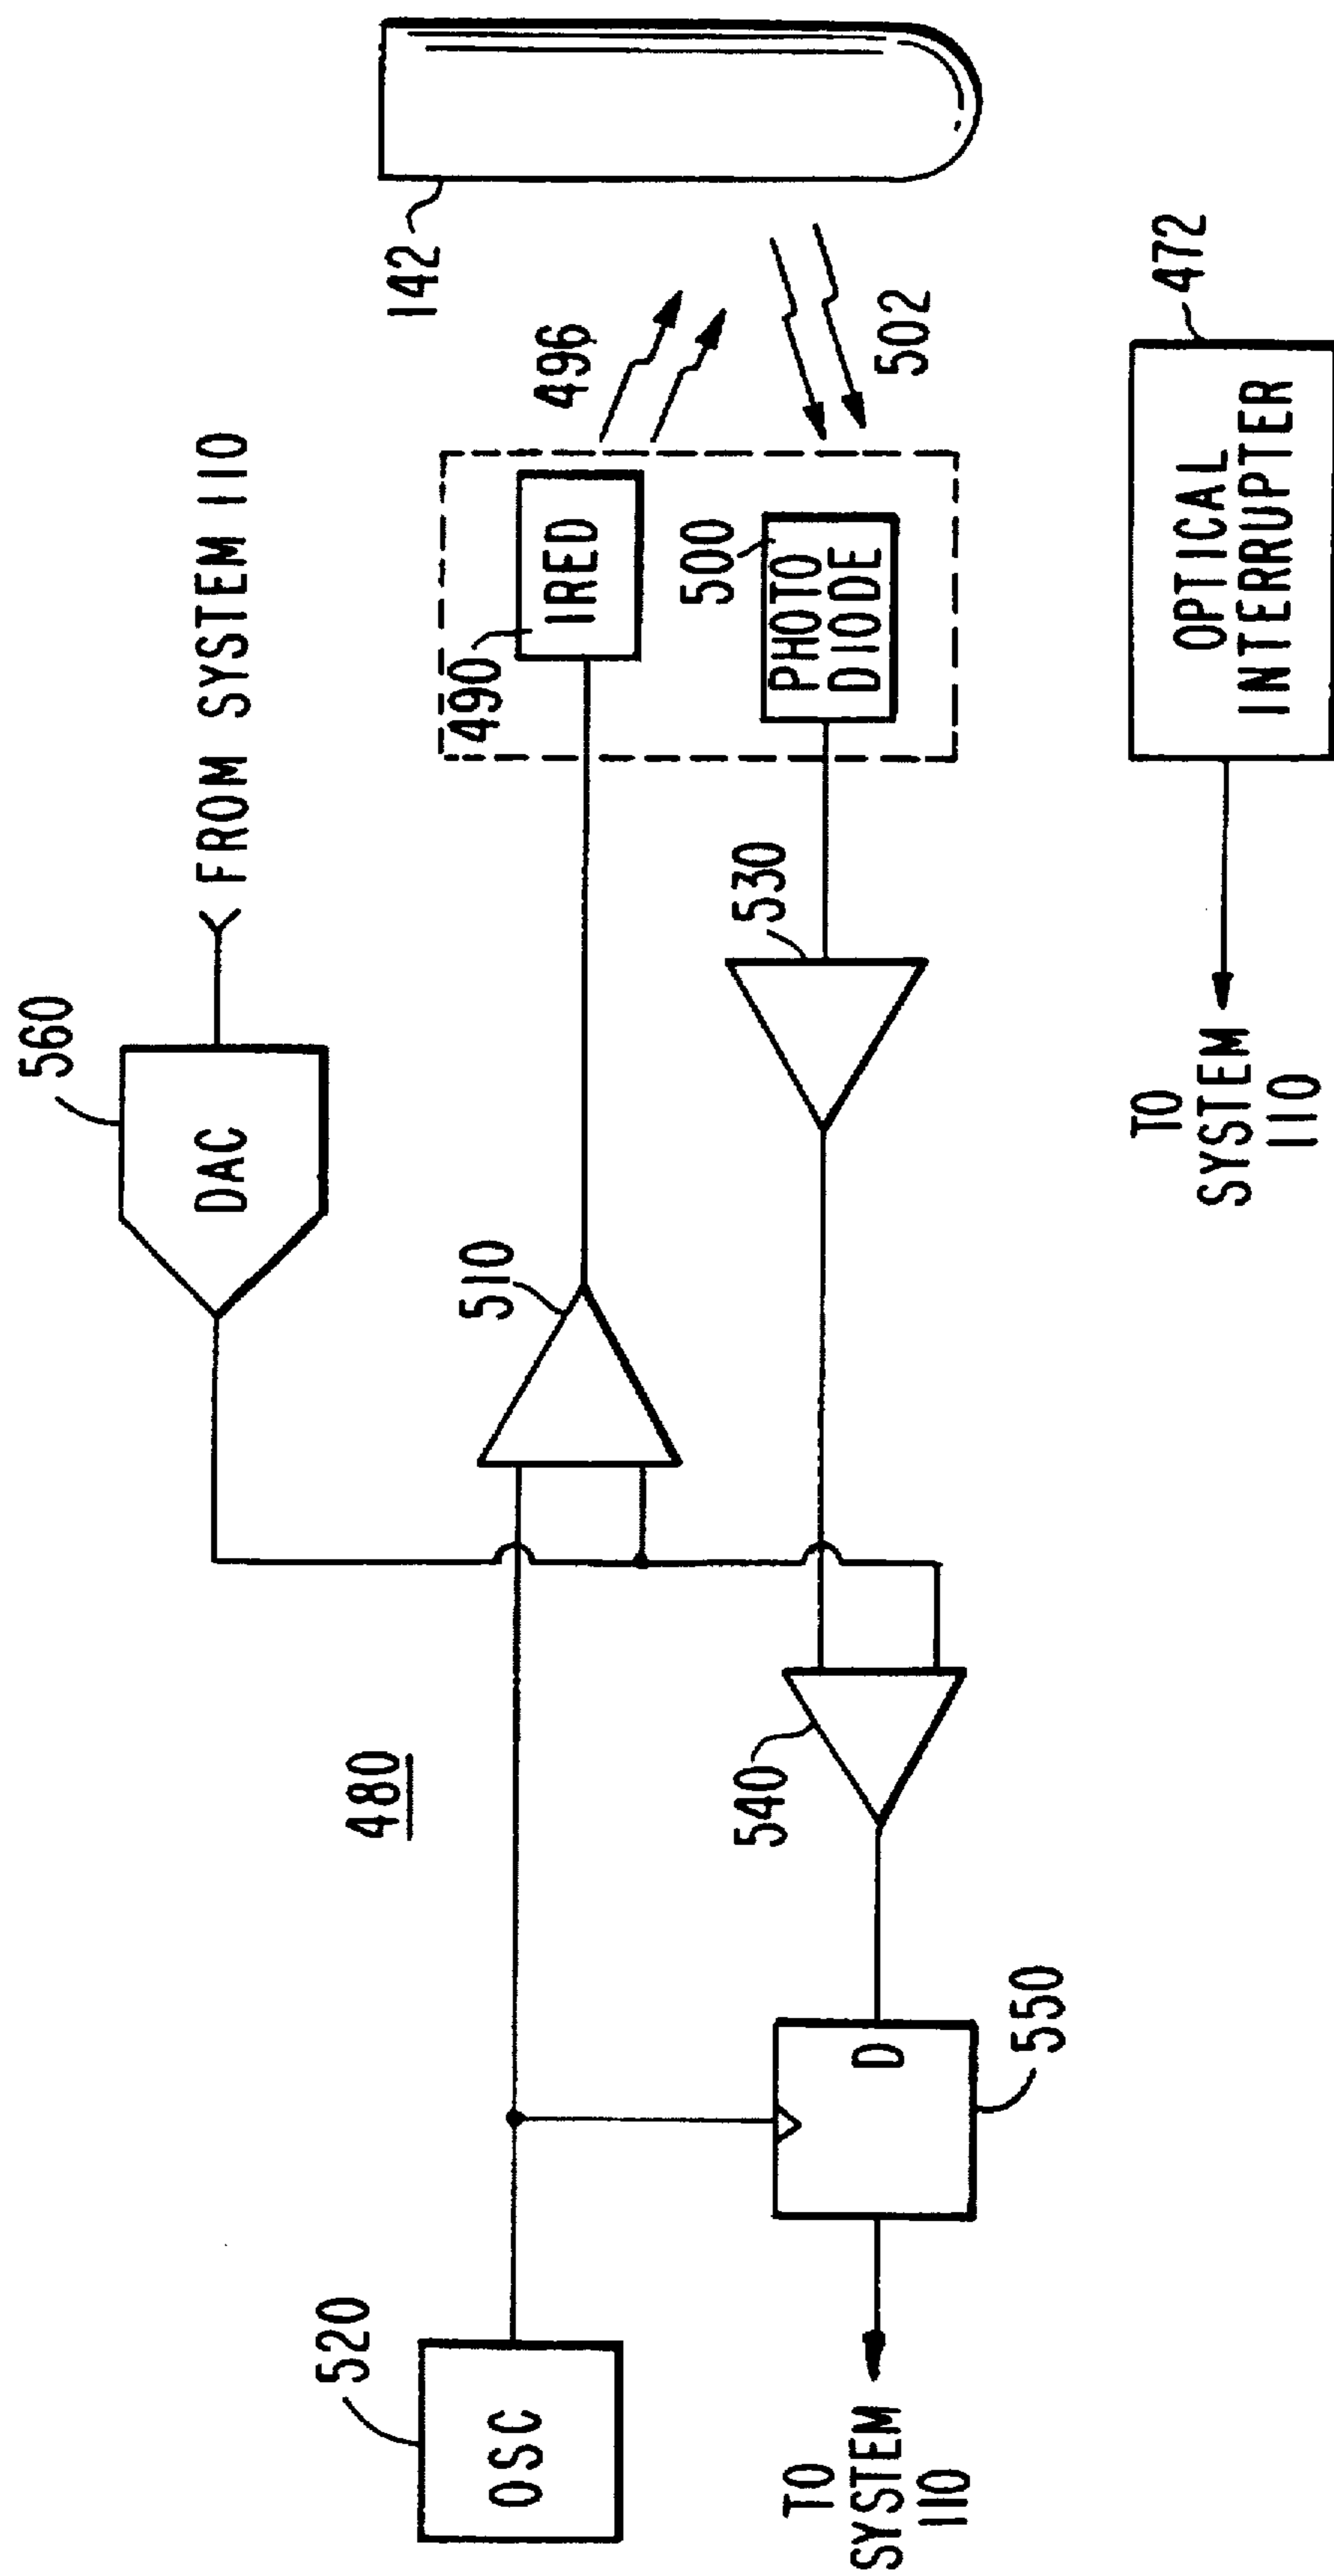 560
DAC
FROM SYSTEM 110
480
510
490
IRED
496
142
520
OSC
540
530
500
PHOTO
DIODE
502
D
550
TO
SYSTEM
110
TO
SYSTEM
110
OPTICAL
INTERRUPTER
472